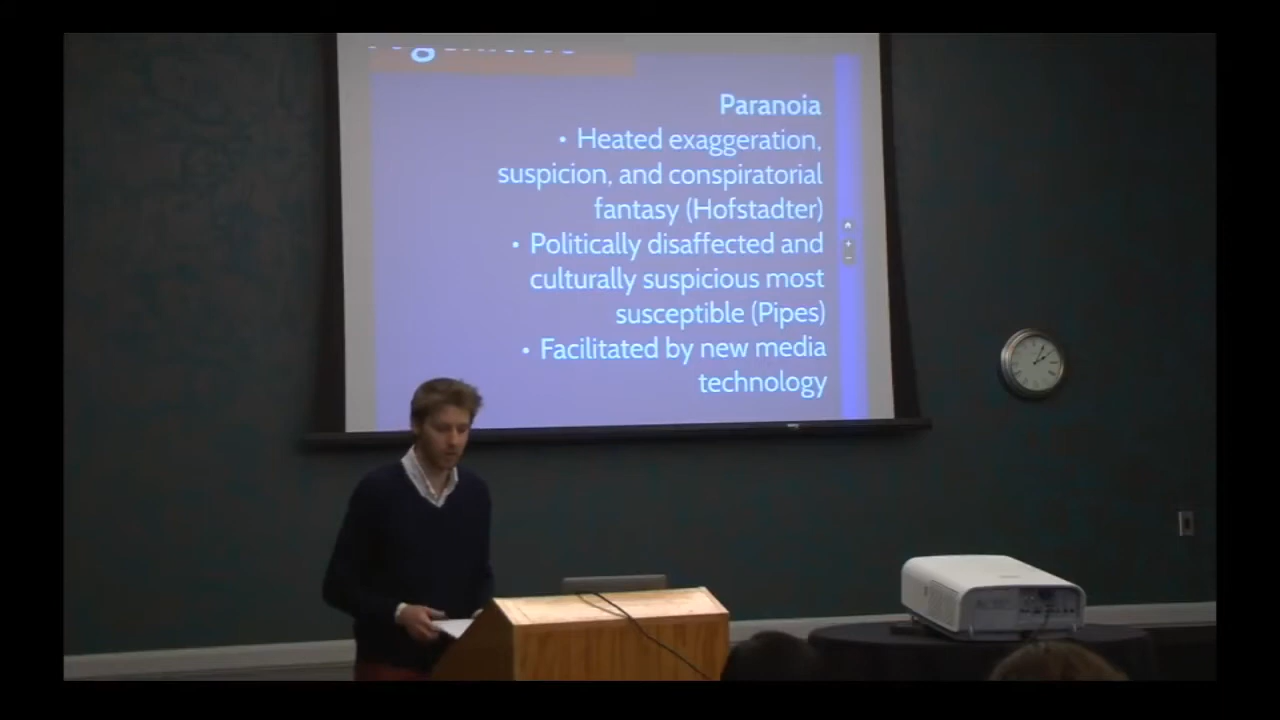 Paranoia
• Heated exaggeration,
suspicion, and conspiratorial
fantasy (Hofstadter)
• Politically disaffected and
culturally suspicious most
susceptible (Pipes)
• Facilitated by new media
technology